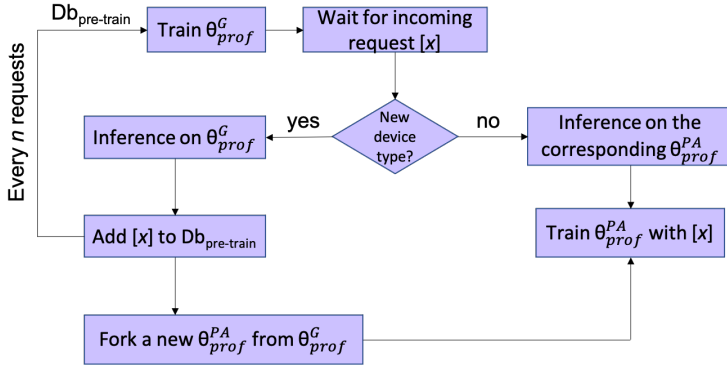 Db_pre-train
Train θ^G_prof
Wait for incoming
request [x]
Every n requests
New
device
type?
yes
no
Inference on θ^G_prof
Inference on the
corresponding θ^PA_prof
Add [x] to Db_pre-train
Train θ^PA_prof with [x]
Fork a new θ^PA_prof from θ^G_prof